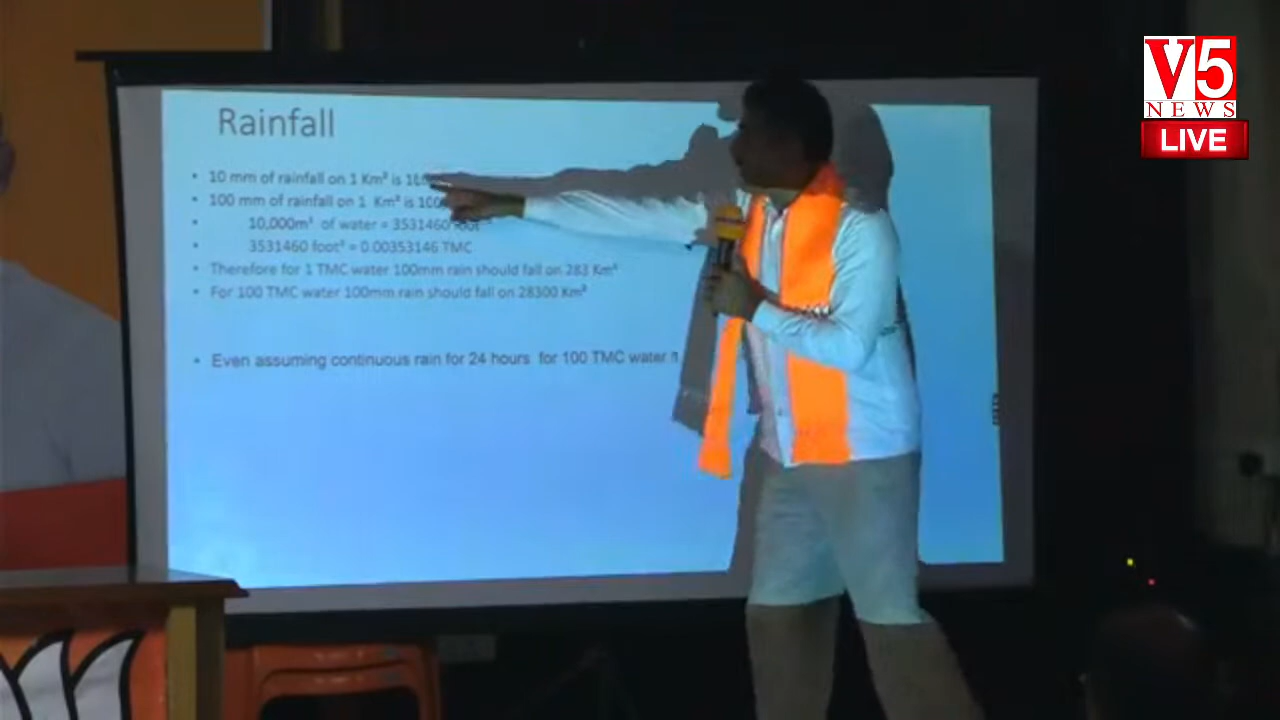 V5
NEWS
LIVE
Rainfall
• 10 mm of rainfall on 1 Km² is
• 100 mm of rainfall on 1 Km² is
• 10,000m³ of water = 3531460
• 3531460 foot³ = 0.00353146 TMC
• Therefore for 1 TMC water 100mm rain should fall on 283 Km²
• For 100 TMC water 100mm rain should fall on 28300 Km²
• Even assuming continuous rain for 24 hours for 100 TMC water